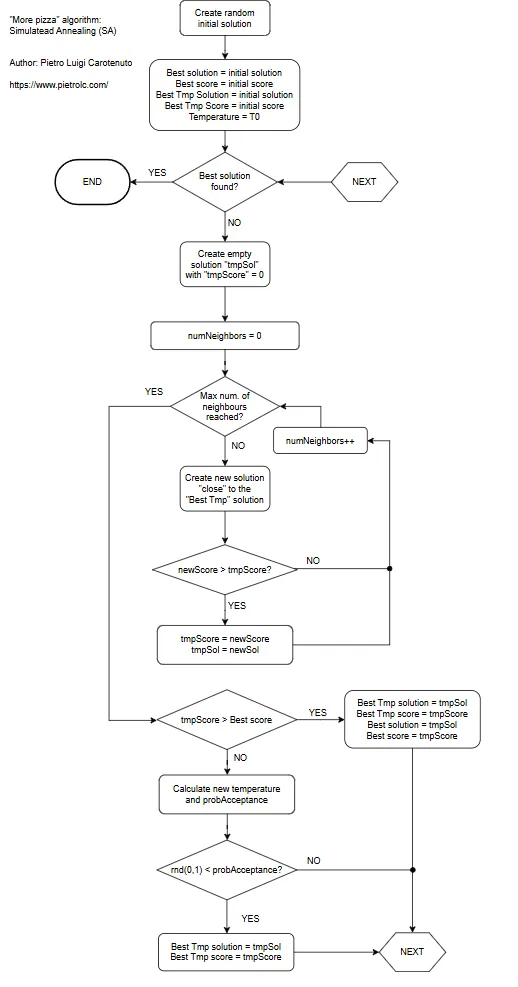 "More pizza" algorithm:
Simulatead Annealing (SA)
Author: Pietro Luigi Carotenuto
https://www.pietrolc.com/
Create random
initial solution
Best solution = initial solution
Best score = initial score
Best Tmp Solution = initial solution
Best Tmp Score = initial score
Temperature = T0
Best solution
found?
YES
END
NEXT
NO
Create empty
solution "tmpSol"
with "tmpScore" = 0
numNeighbors = 0
Max num. of
neighbours
reached?
YES
numNeighbors++
NO
Create new solution
"close" to the
"Best Tmp" solution
newScore > tmpScore?
NO
YES
tmpScore = newScore
tmpSol = newSol
tmpScore > Best score
YES
Best Tmp solution = tmpSol
Best Tmp score = tmpScore
Best solution = tmpSol
Best score = tmpScore
NO
Calculate new temperature
and probAcceptance
rnd(0,1) < probAcceptance?
NO
YES
Best Tmp solution = tmpSol
Best Tmp score = tmpScore
NEXT